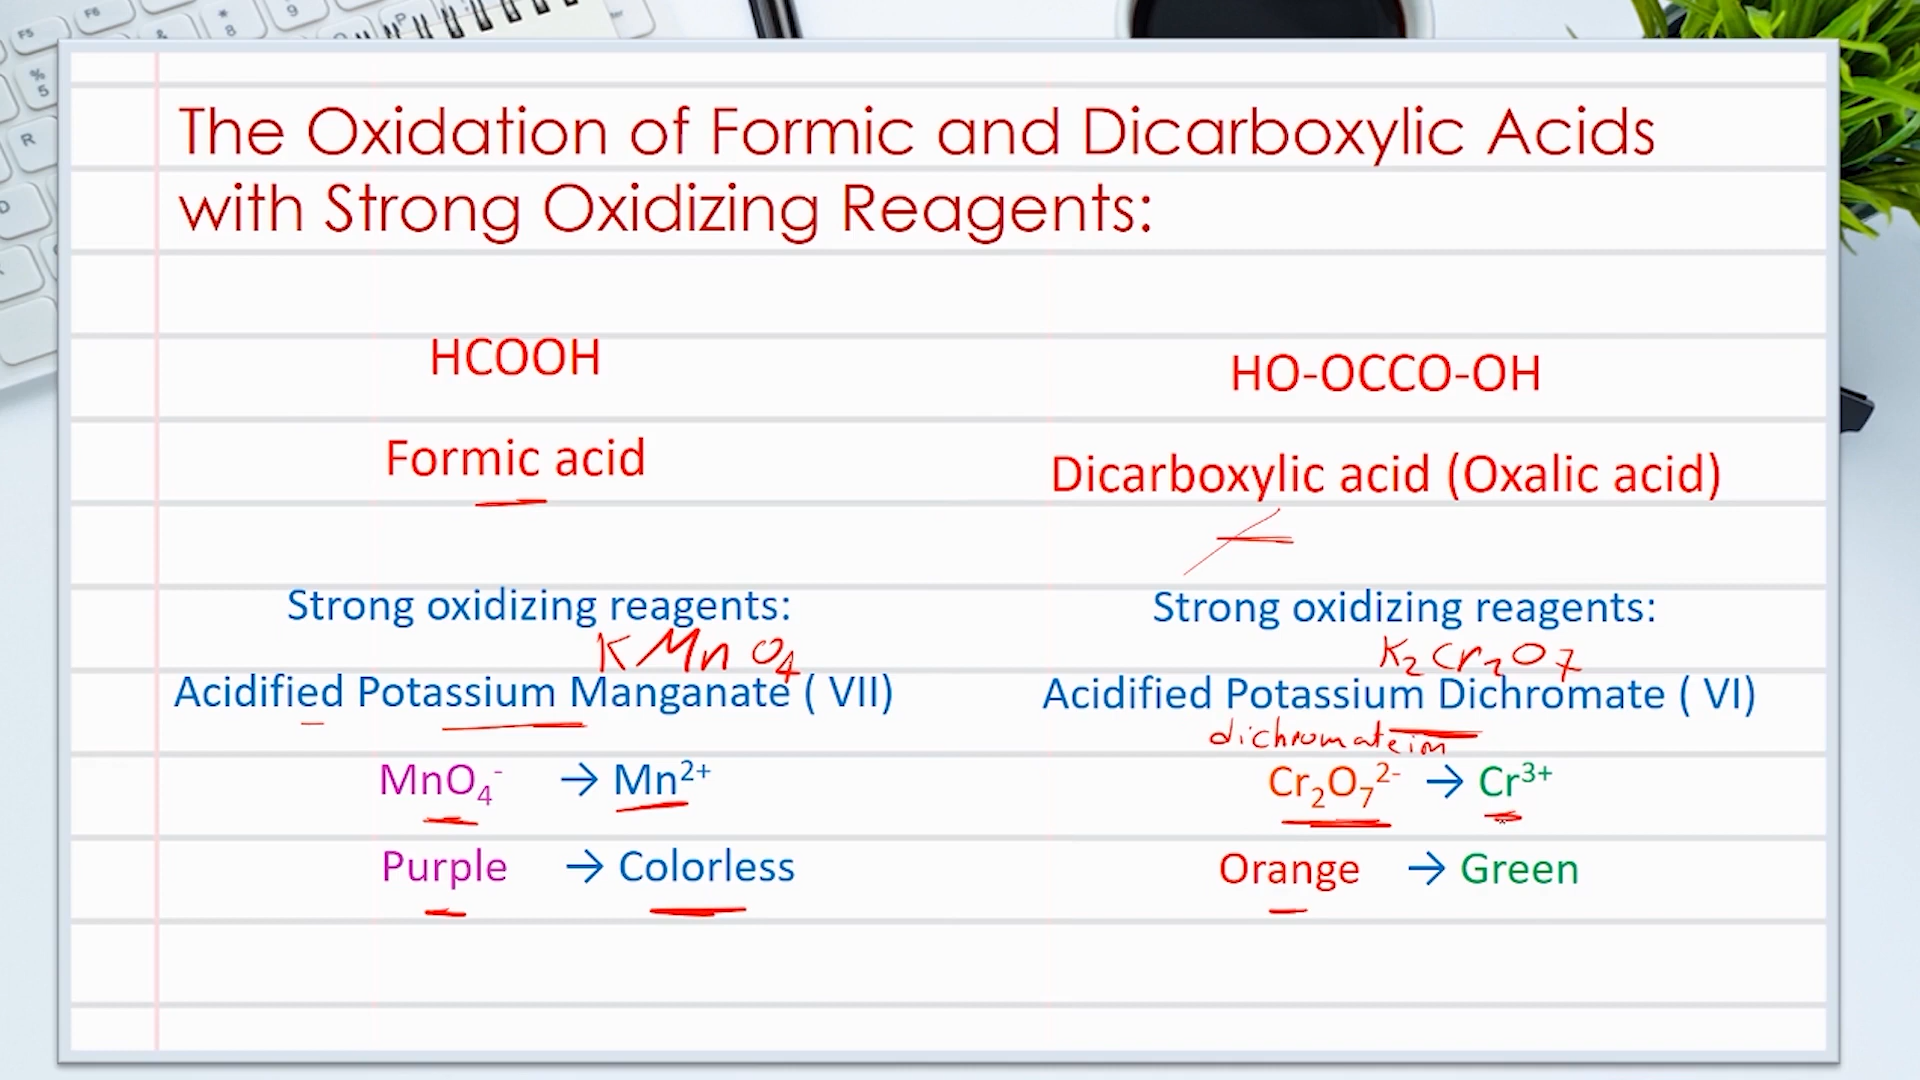 The Oxidation of Formic and Dicarboxylic Acids
with Strong Oxidizing Reagents:
HCOOH
Formic acid
Strong oxidizing reagents:
KMnO4
Acidified Potassium Manganate ( VII)
MnO₄⁻ → Mn²⁺
Purple → Colorless
HO-OCCO-OH
Dicarboxylic acid (Oxalic acid)
Strong oxidizing reagents:
K2Cr2O7
Acidified Potassium Dichromate ( VI)
dichromate
Cr₂O₇²⁻ → Cr³⁺
Orange → Green